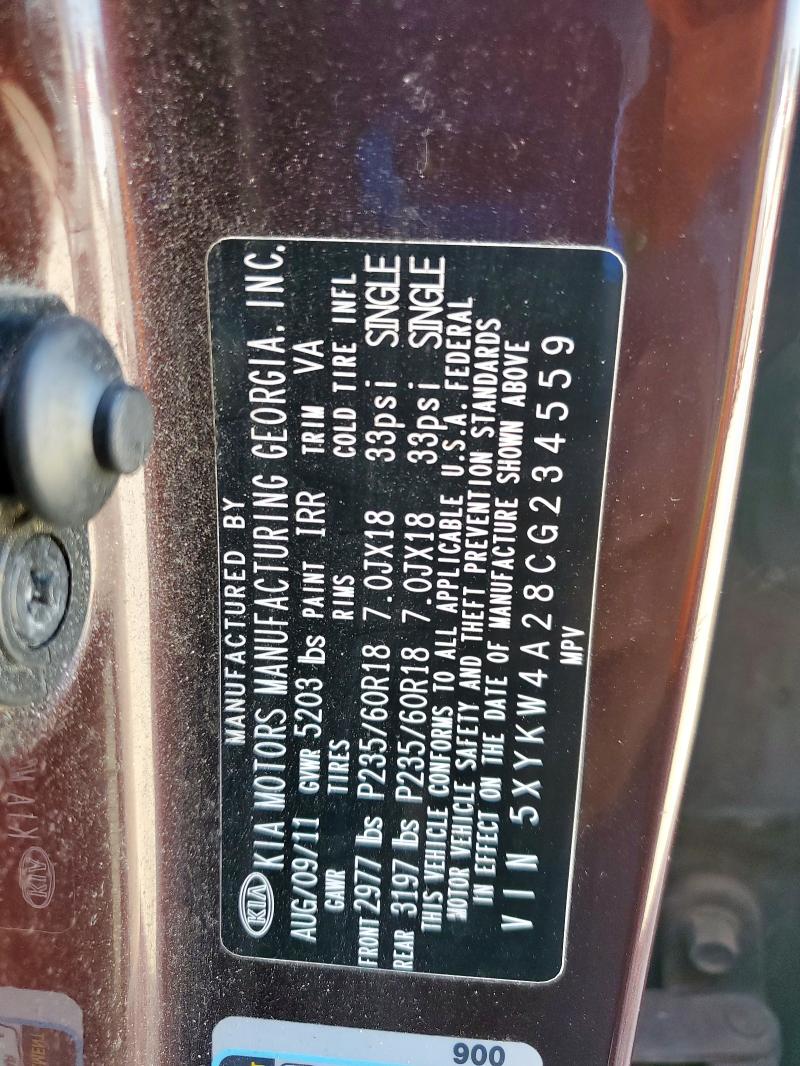 MANUFACTURED BY
KIA KIA MOTORS MANUFACTURING GEORGIA. INC.
AUG/09/11 GVWR 5203 lbs PAINT IRR TRIM VA
GAWR TIRES RIMS COLD TIRE INFL
FRONT 2977 lbs P235/60R18 7.0JX18 33psi SINGLE
REAR 3197 lbs P235/60R18 7.0JX18 33psi SINGLE
THIS VEHICLE CONFORMS TO ALL APPLICABLE U.S.A. FEDERAL
MOTOR VEHICLE SAFETY AND THEFT PREVENTION STANDARDS
IN EFFECT ON THE DATE OF MANUFACTURE SHOWN ABOVE
VIN 5XYKW4A28CG234559
MPV
900
KIA